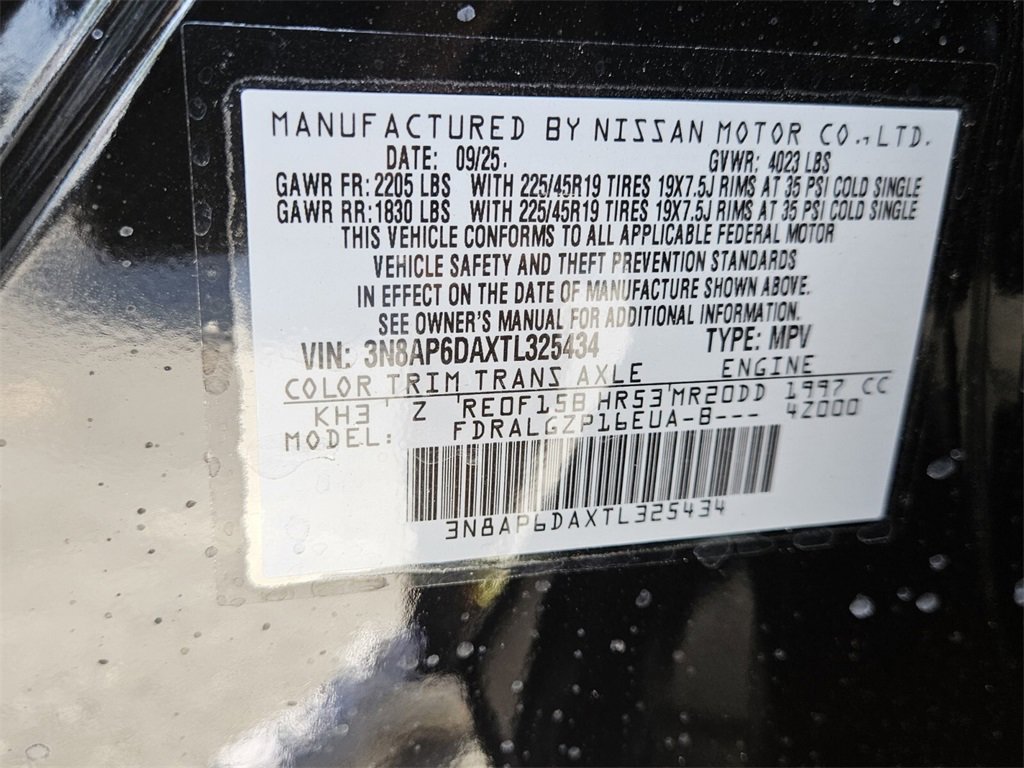 MANUFACTURED BY NISSAN MOTOR CO., LTD.
DATE: 09/25. GVWR: 4023 LBS
GAWR FR: 2205 LBS WITH 225/45R19 TIRES 19X7.5J RIMS AT 35 PSI COLD SINGLE
GAWR RR: 1830 LBS WITH 225/45R19 TIRES 19X7.5J RIMS AT 35 PSI COLD SINGLE
THIS VEHICLE CONFORMS TO ALL APPLICABLE FEDERAL MOTOR
VEHICLE SAFETY AND THEFT PREVENTION STANDARDS
IN EFFECT ON THE DATE OF MANUFACTURE SHOWN ABOVE.
SEE OWNER'S MANUAL FOR ADDITIONAL INFORMATION.
VIN: 3N8AP6DAXTL325434 TYPE: MPV
COLOR TRIM TRANS AXLE ENGINE
KH3 Z RE0F15B HR53 MR20DD 1997 CC
MODEL: FDRALGZP16EUA-B--- 4Z000
3N8AP6DAXTL325434